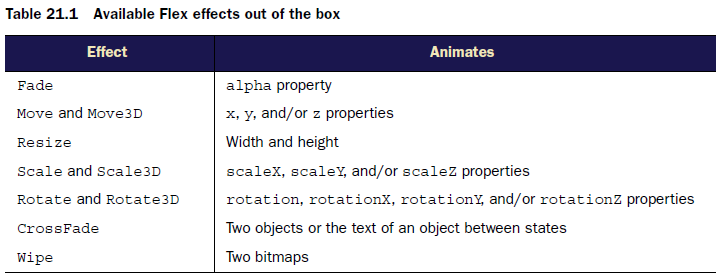 Table 21.1 Available Flex effects out of the box
Effect Animates
Fade alpha property
Move and Move3D x, y, and/or z properties
Resize Width and height
Scale and Scale3D scaleX, scaleY, and/or scaleZ properties
Rotate and Rotate3D rotation, rotationX, rotationY, and/or rotationZ properties
CrossFade Two objects or the text of an object between states
Wipe Two bitmaps